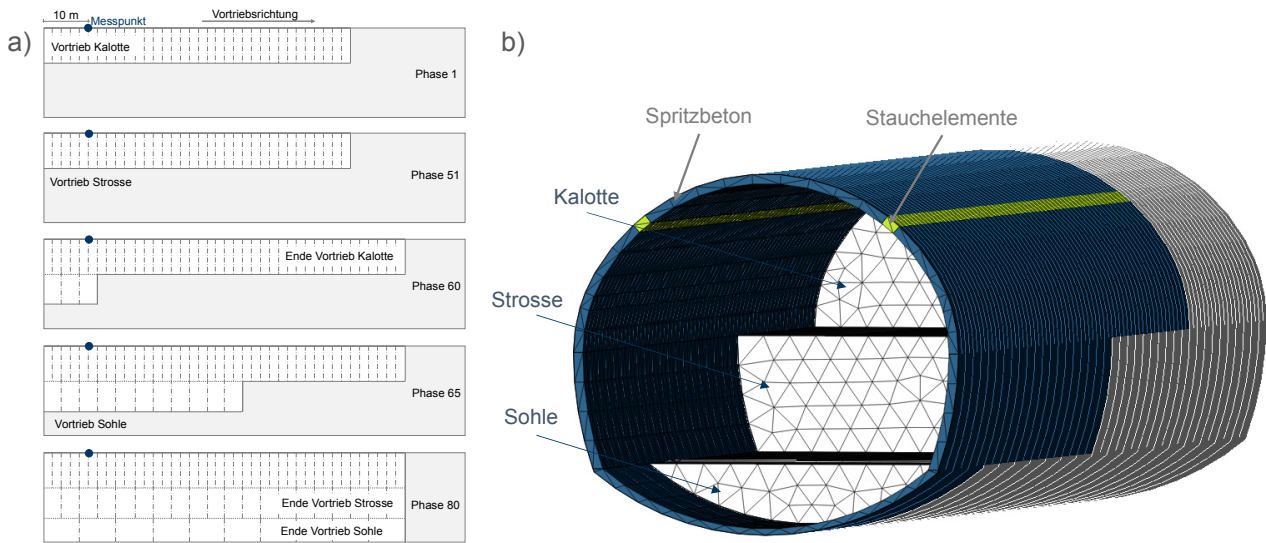 a)
10 m
Messpunkt
Vortriebsrichtung
Vortrieb Kalotte
Phase 1
Vortrieb Strosse
Phase 51
Ende Vortrieb Kalotte
Phase 60
Phase 65
Vortrieb Sohle
Ende Vortrieb Strosse
Phase 80
Ende Vortrieb Sohle
b)
Spritzbeton
Stauchelemente
Kalotte
Strosse
Sohle